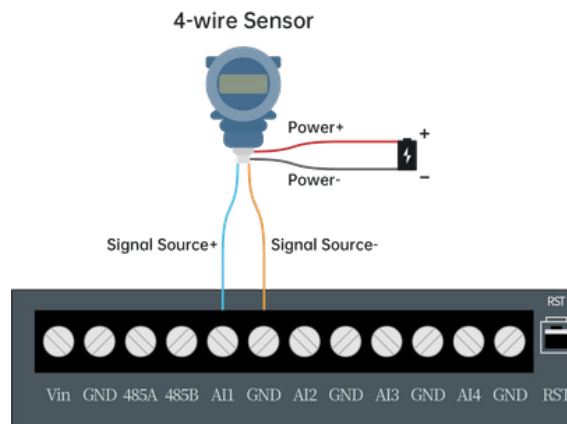 4-wire Sensor
Power+
+
Power-
−
Signal Source+
Signal Source-
RST
Vin GND 485A 485B AI1 GND AI2 GND AI3 GND AI4 GND RST